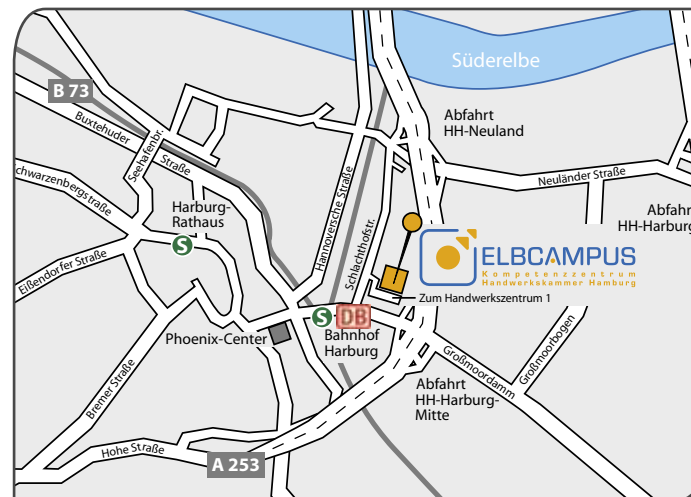 Süderelbe
B 73
Abfahrt
HH-Neuland
Buxtehuder
Straße
Seehafenbr.
Neuländer Straße
chwarzenbergstraße
Hannoversche Straße
Harburg-
Rathaus
S
Abfahrt
HH-Harburg
Schlachthofstr.
ELBCAMPUS
Kompetenzzentrum
Handwerkskammer Hamburg
Eißendorfer Straße
Zum Handwerkszentrum 1
S
DB
Phoenix-Center
Bahnhof
Harburg
Großmoorbogen
Großmoordamm
Bremer Straße
Abfahrt
HH-Harburg-
Mitte
Hohe Straße
A 253